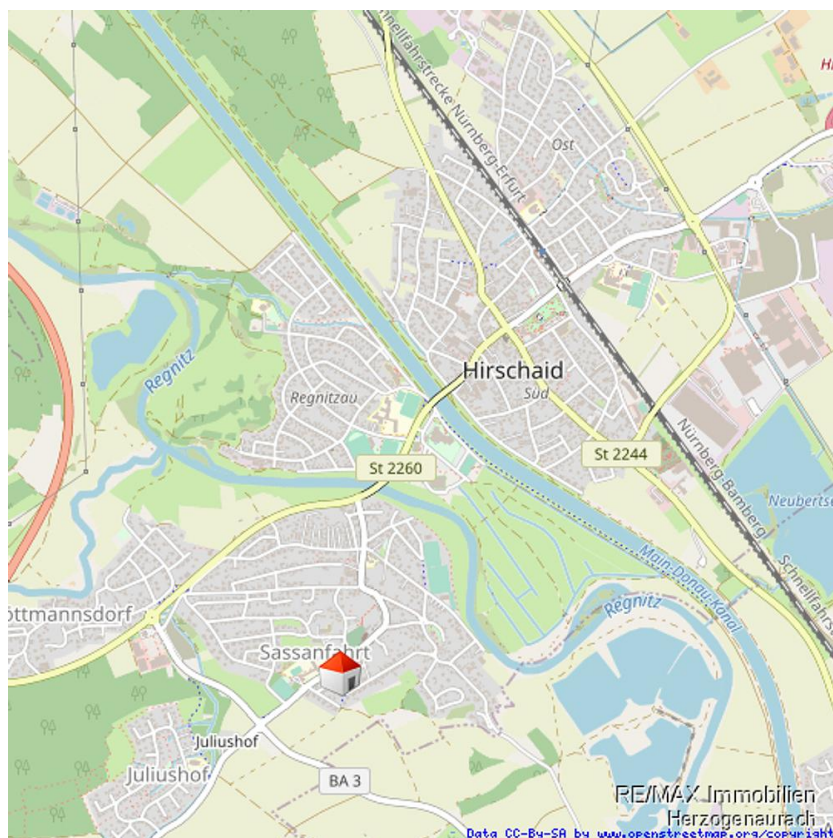 Schnellfahrstrecke Nürnberg-Erfurt
Ost
Regnitz
Regnitzau
Hirschaid
Süd
St 2260
St 2244
Nürnberg-Bamberg
Neubertse
Main-Donau-Kanal
Schnellfahrs
Regnitz
öttmannsdorf
Sassanfahrt
Juliushof
Juliushof
BA 3
RE/MAX Immobilien
Herzogenaurach
Data CC-By-SA by www.openstreetmap.org/copyright